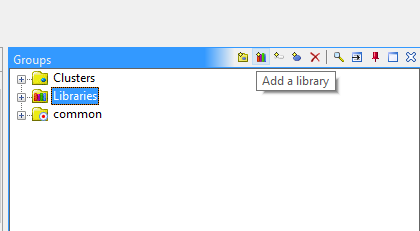 Groups
Clusters
Add a library
Libraries
common